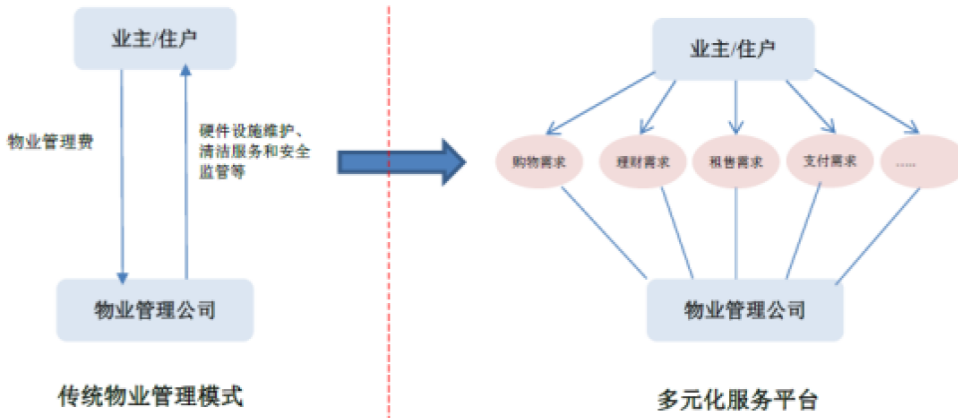 业主/住户
物业管理费
硬件设施维护、
清洁服务和安全
监管等
物业管理公司
传统物业管理模式
业主/住户
购物需求
理财需求
租售需求
支付需求
.....
物业管理公司
多元化服务平台